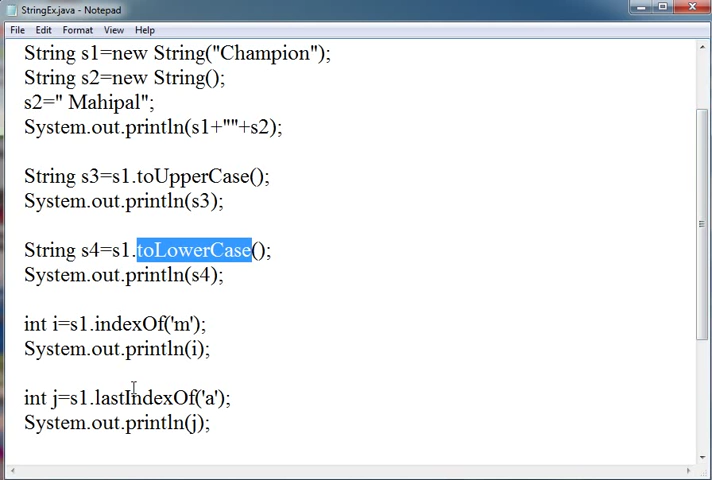 StringEx.java - Notepad
File Edit Format View Help
String s1=new String("Champion");
String s2=new String();
s2=" Mahipal";
System.out.println(s1+""+s2);
String s3=s1.toUpperCase();
System.out.println(s3);
String s4=s1.toLowerCase();
System.out.println(s4);
int i=s1.indexOf('m');
System.out.println(i);
int j=s1.lastIndexOf('a');
System.out.println(j);